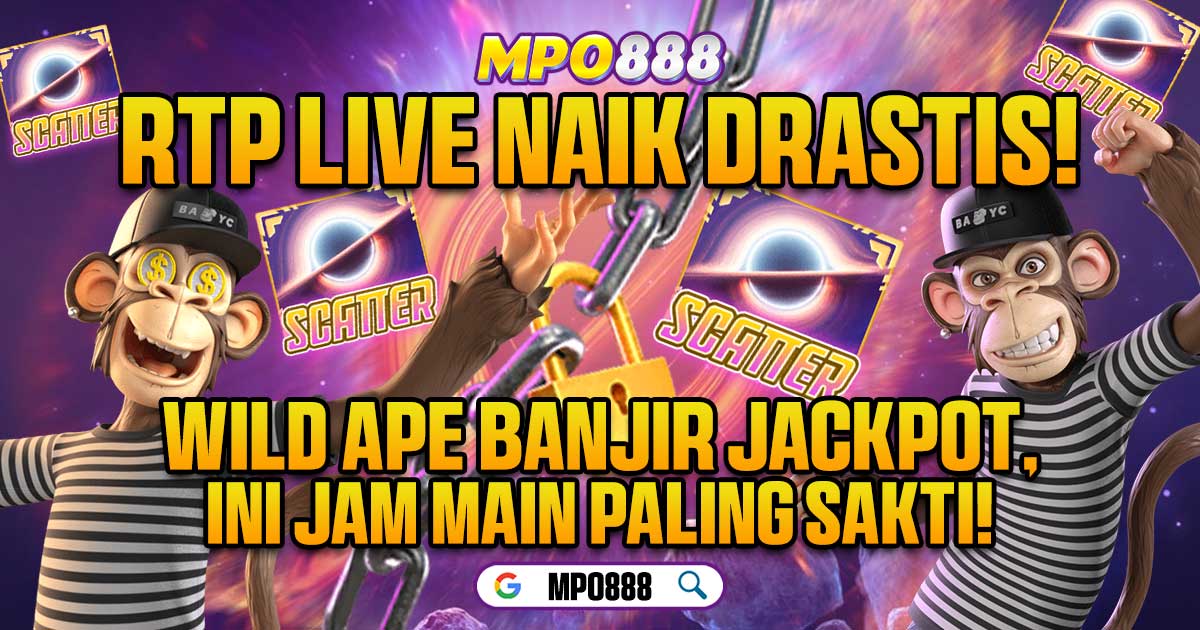 MPO888
SCATTER
SCATTER
RTP LIVE NAIK DRASTIS!
BAYC
BAYC
SCATTER
SCATTER
WILD APE BANJIR JACKPOT,
INI JAM MAIN PALING SAKTI!
G MPO888